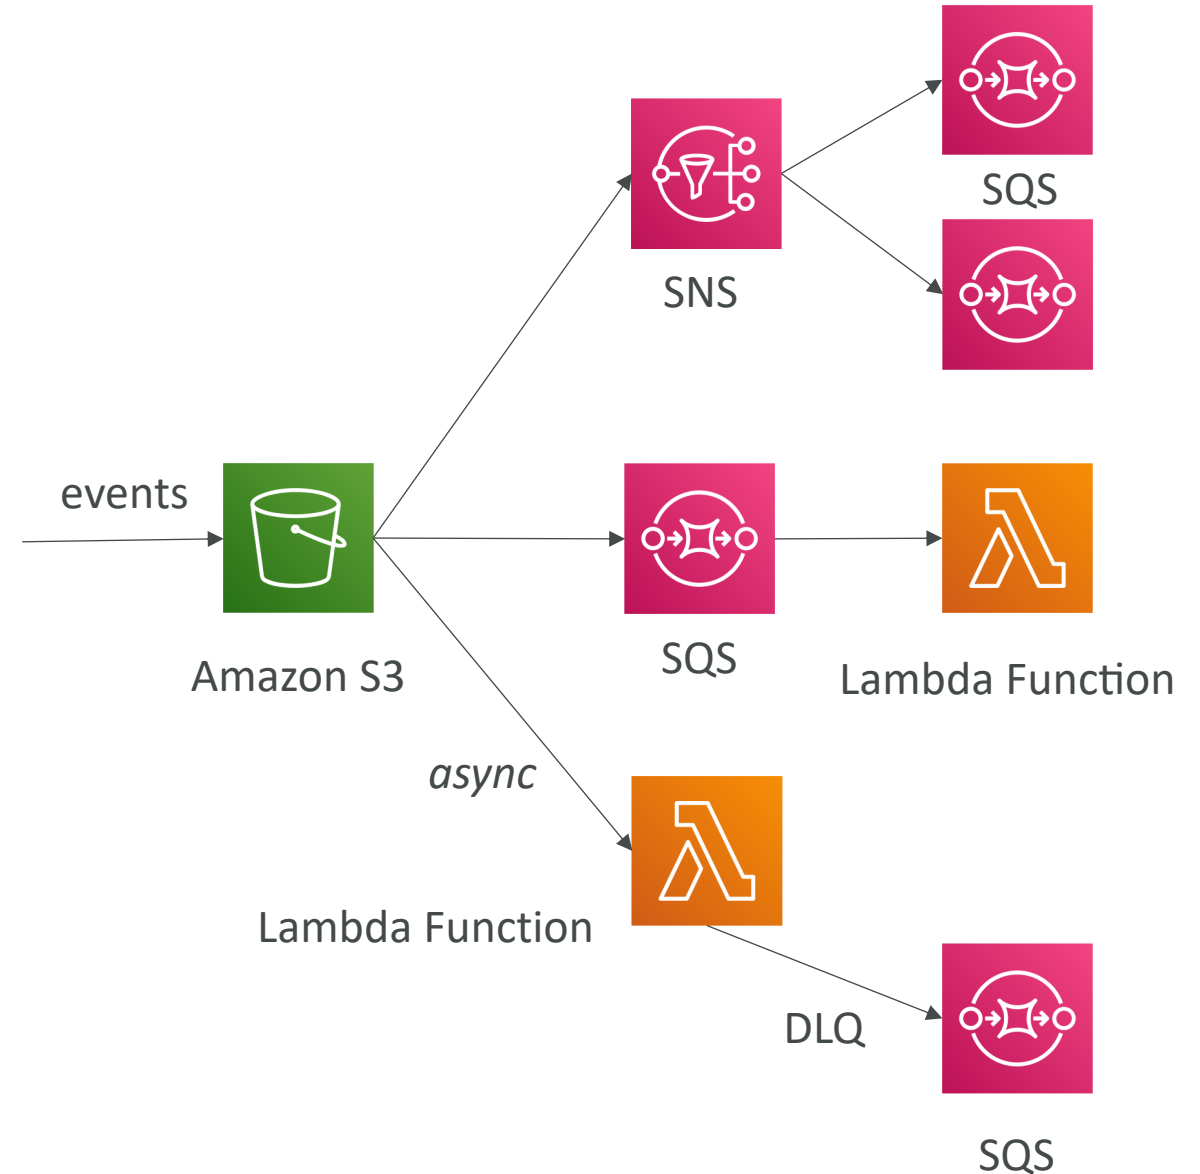 SQS
SNS
events
SQS
Amazon S3
Lambda Function
async
Lambda Function
DLQ
SQS